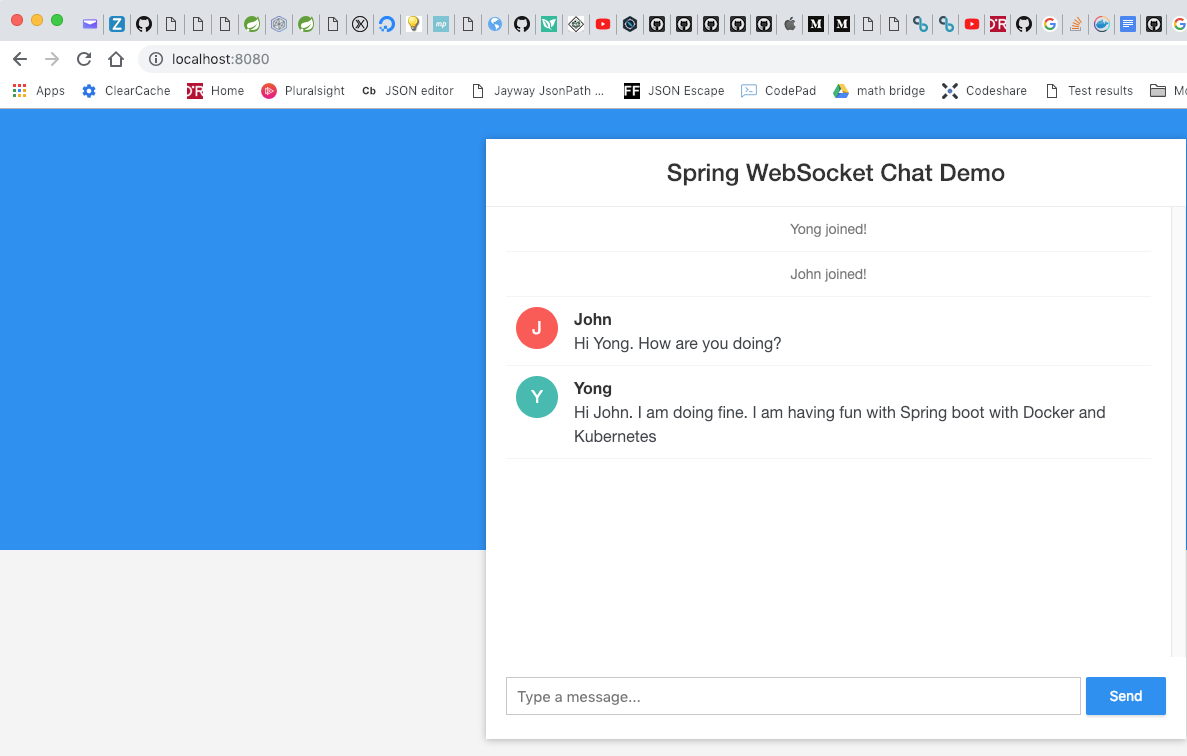 localhost:8080
Apps ClearCache Home Pluralsight Cb JSON editor Jayway JsonPath ... FF JSON Escape CodePad math bridge Codeshare Test results Mo
Spring WebSocket Chat Demo
Yong joined!
John joined!
J
John
Hi Yong. How are you doing?
Y
Yong
Hi John. I am doing fine. I am having fun with Spring boot with Docker and
Kubernetes
Type a message...
Send